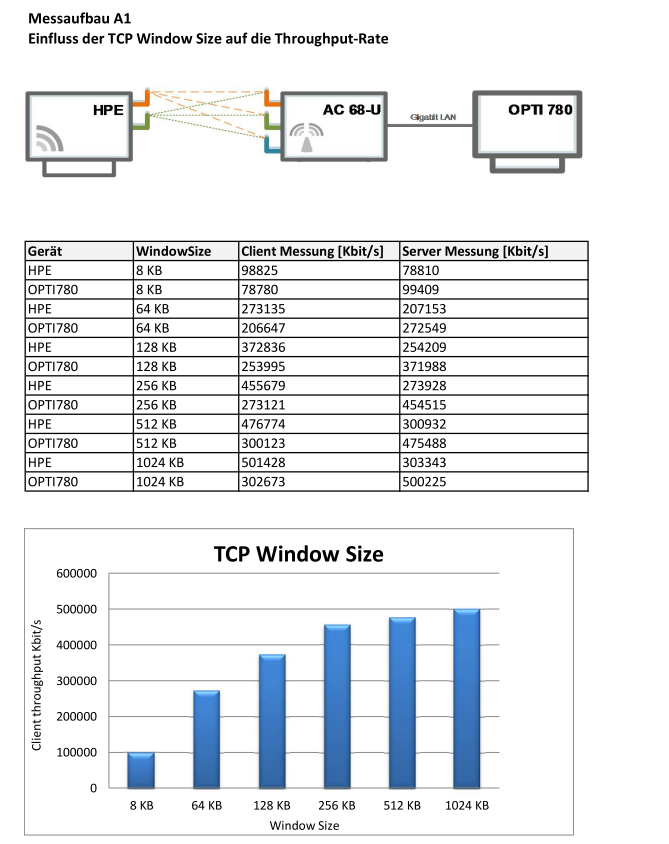 Messaufbau A1
Einfluss der TCP Window Size auf die Throughput-Rate
HPE
AC 68-U
Gigabit LAN
OPTI 780
Gerät WindowSize Client Messung [Kbit/s] Server Messung [Kbit/s]
HPE 8 KB 98825 78810
OPTI780 8 KB 78780 99409
HPE 64 KB 273135 207153
OPTI780 64 KB 206647 272549
HPE 128 KB 372836 254209
OPTI780 128 KB 253995 371988
HPE 256 KB 455679 273928
OPTI780 256 KB 273121 454515
HPE 512 KB 476774 300932
OPTI780 512 KB 300123 475488
HPE 1024 KB 501428 303343
OPTI780 1024 KB 302673 500225
TCP Window Size
Client throughput Kbit/s
600000
500000
400000
300000
200000
100000
0
8 KB 64 KB 128 KB 256 KB 512 KB 1024 KB
Window Size